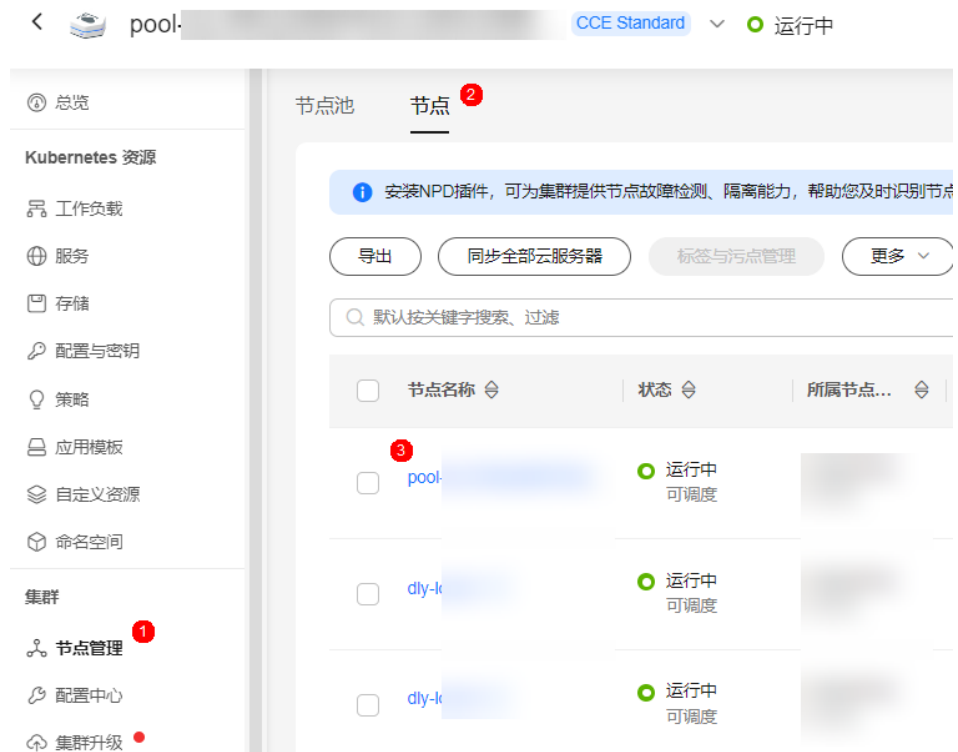 pool- CCE Standard 运行中
总览
Kubernetes 资源
工作负载
服务
存储
配置与密钥
策略
应用模板
自定义资源
命名空间
集群
节点管理 1
配置中心
集群升级
节点池 节点 2
安装NPD插件，可为集群提供节点故障检测、隔离能力，帮助您及时识别节点
导出 同步全部云服务器 标签与污点管理 更多
默认按关键字搜索、过滤
节点名称 状态 所属节点...
3
pool- 运行中
可调度
dly-lo 运行中
可调度
dly-lo 运行中
可调度